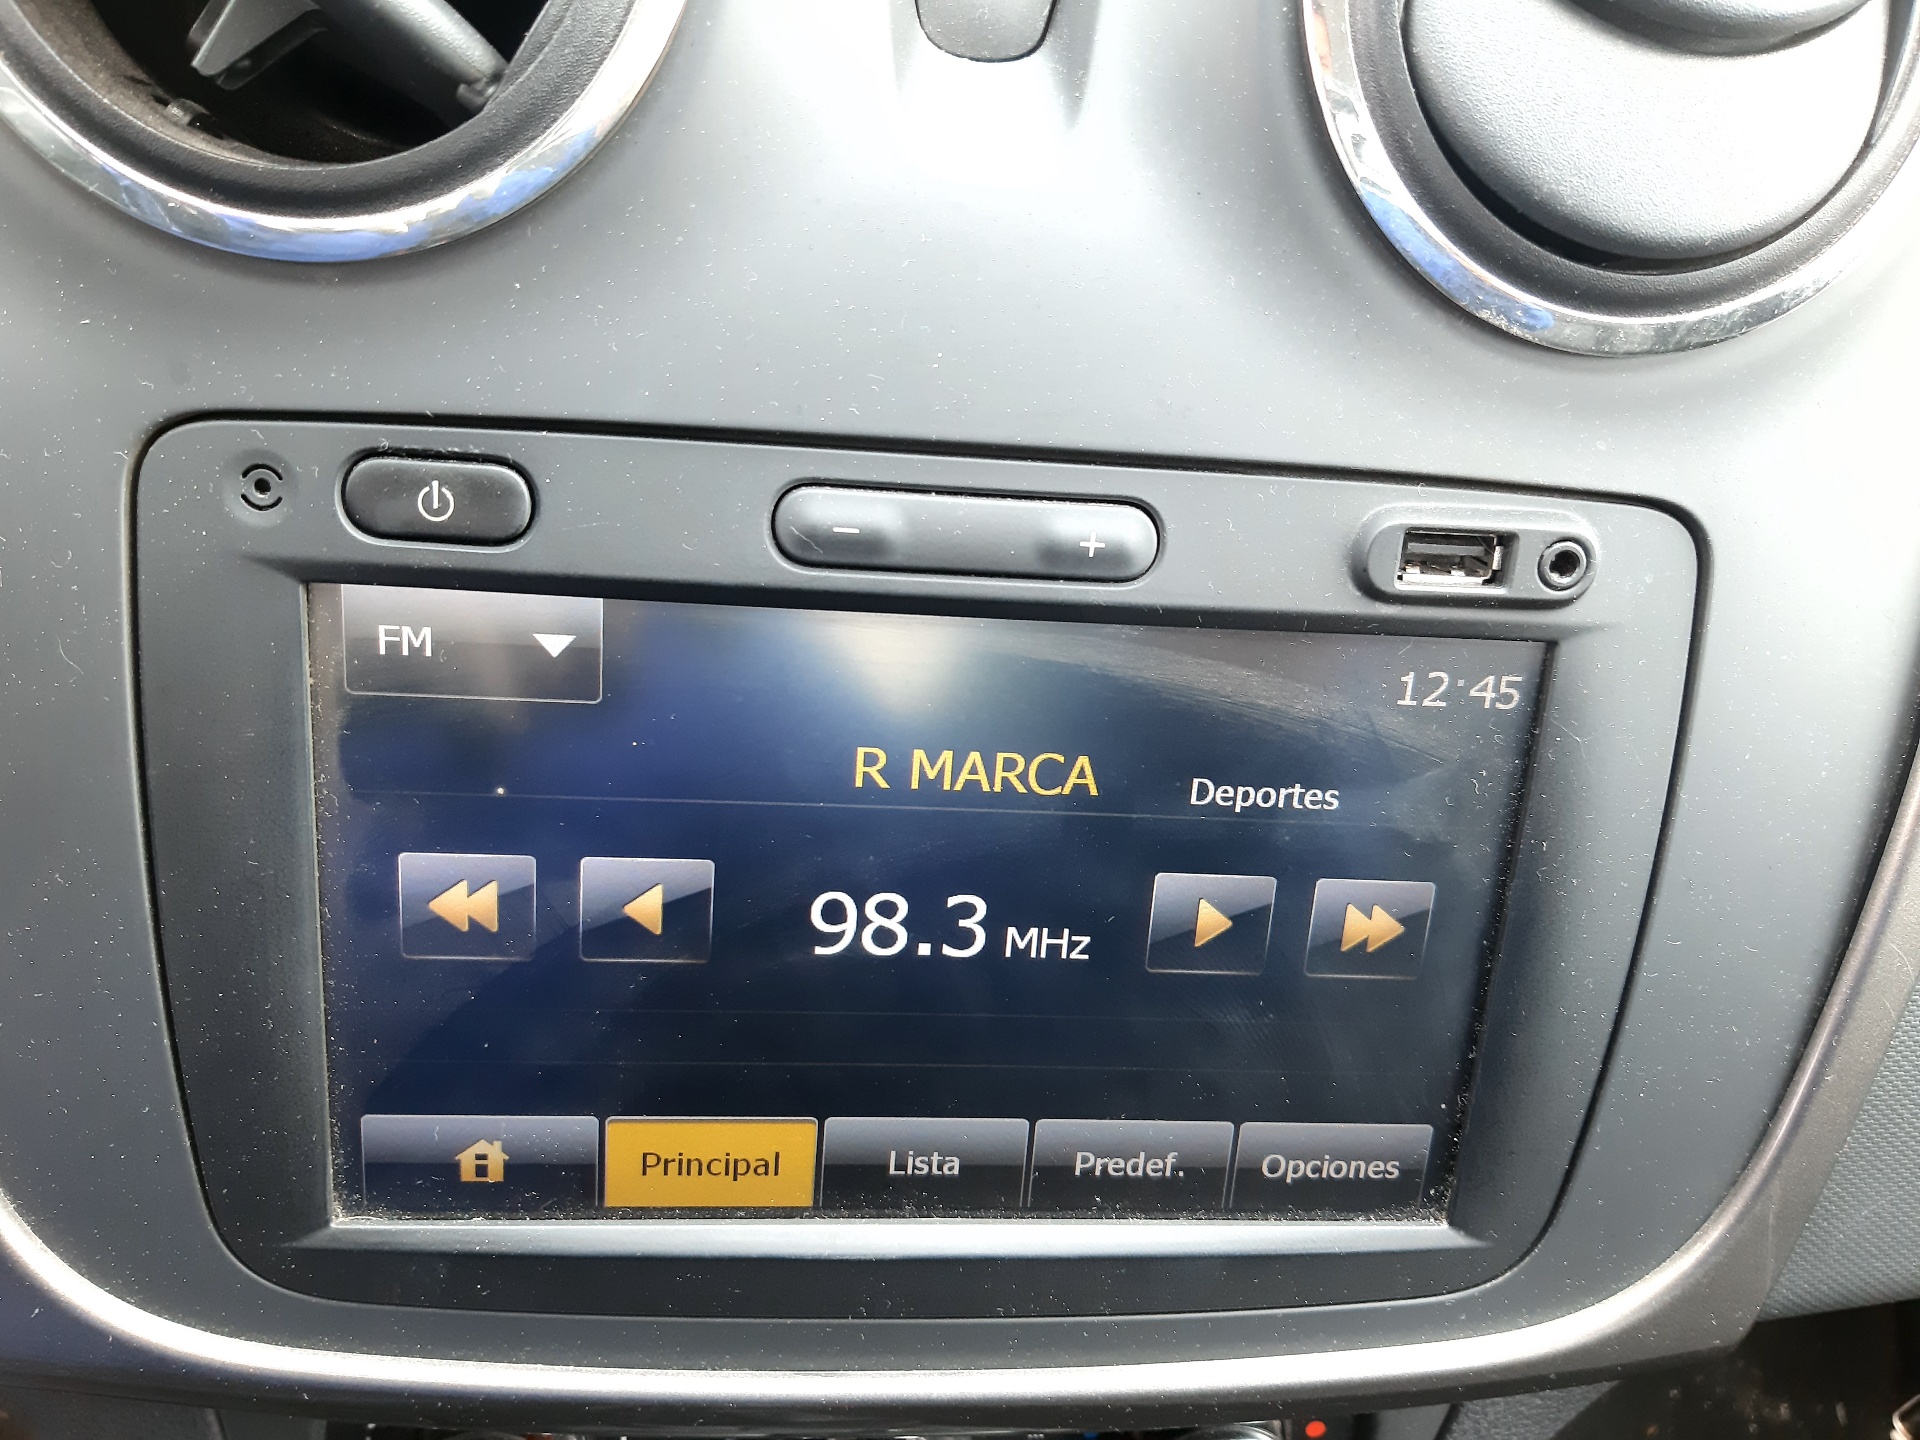 FM
12:45
R MARCA Deportes
98.3 MHz
Principal Lista Predef. Opciones